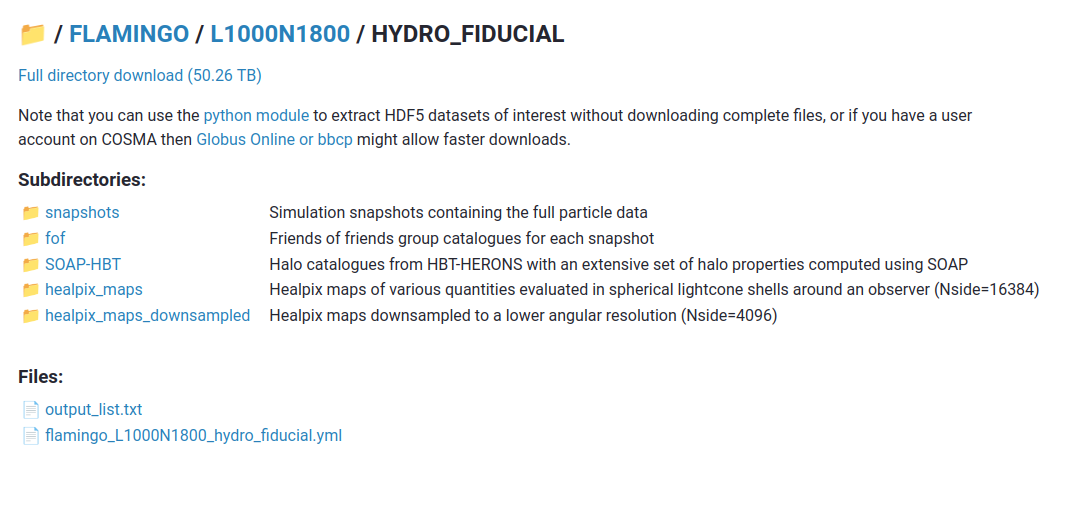 / FLAMINGO / L1000N1800 / HYDRO_FIDUCIAL
Full directory download (50.26 TB)
Note that you can use the python module to extract HDF5 datasets of interest without downloading complete files, or if you have a user
account on COSMA then Globus Online or bbcp might allow faster downloads.
Subdirectories:
snapshots Simulation snapshots containing the full particle data
fof Friends of friends group catalogues for each snapshot
SOAP-HBT Halo catalogues from HBT-HERONS with an extensive set of halo properties computed using SOAP
healpix_maps Healpix maps of various quantities evaluated in spherical lightcone shells around an observer (Nside=16384)
healpix_maps_downsampled Healpix maps downsampled to a lower angular resolution (Nside=4096)
Files:
output_list.txt
flamingo_L1000N1800_hydro_fiducial.yml